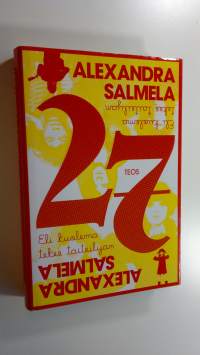 ALEXANDRA
SALMELA
Eli kuolema
tekee taiteilijan
27
TEOS
Eli kuolema
tekee taiteilijan
ALEXANDRA
SALMELA